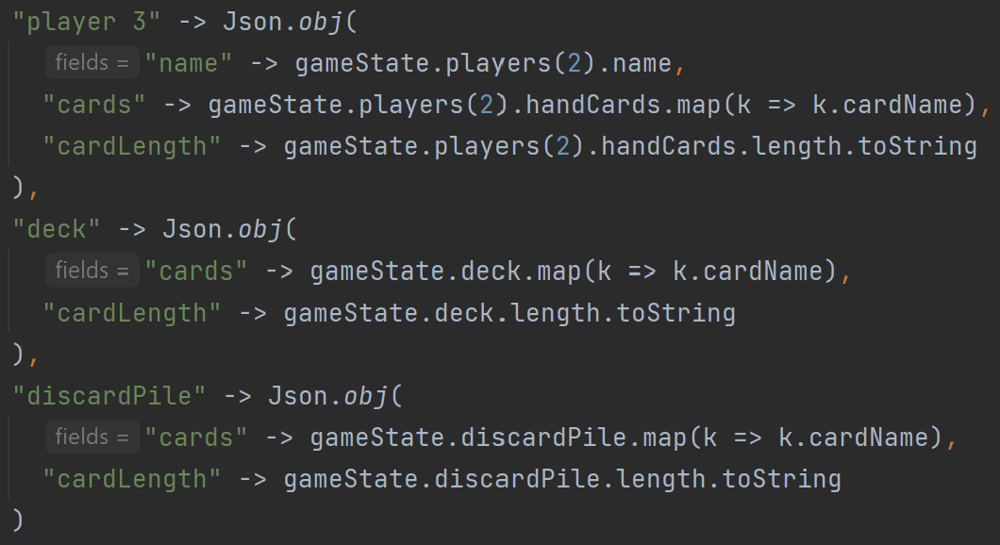 "player 3" -> Json.obj(
fields = "name" -> gameState.players(2).name,
"cards" -> gameState.players(2).handCards.map(k => k.cardName),
"cardLength" -> gameState.players(2).handCards.length.toString
),
"deck" -> Json.obj(
fields = "cards" -> gameState.deck.map(k => k.cardName),
"cardLength" -> gameState.deck.length.toString
),
"discardPile" -> Json.obj(
fields = "cards" -> gameState.discardPile.map(k => k.cardName),
"cardLength" -> gameState.discardPile.length.toString
)